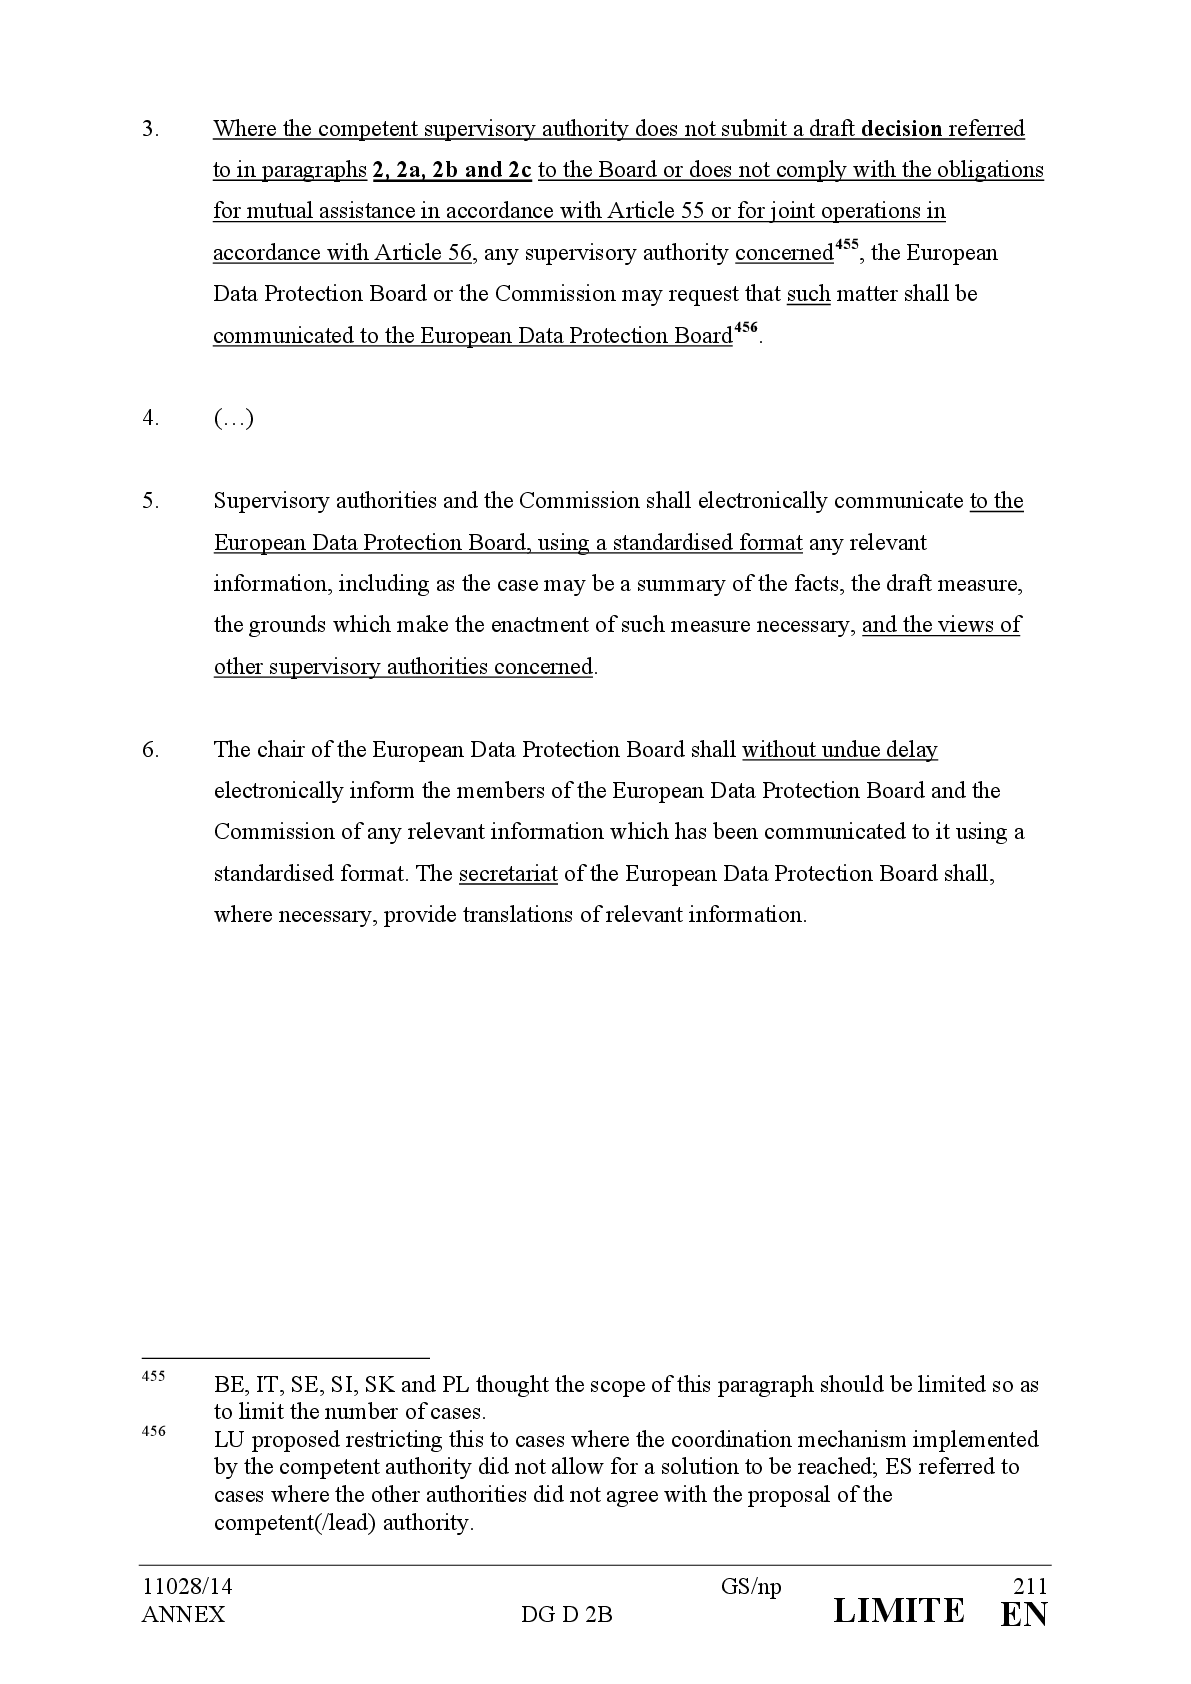 3. Where the competent supervisory authority does not submit a draft decision referred
to in paragraphs 2, 2a, 2b and 2c to the Board or does not comply with the obligations
for mutual assistance in accordance with Article 55 or for joint operations in
accordance with Article 56, any supervisory authority concerned455, the European
Data Protection Board or the Commission may request that such matter shall be
communicated to the European Data Protection Board456.
4. (…)
5. Supervisory authorities and the Commission shall electronically communicate to the
European Data Protection Board, using a standardised format any relevant
information, including as the case may be a summary of the facts, the draft measure,
the grounds which make the enactment of such measure necessary, and the views of
other supervisory authorities concerned.
6. The chair of the European Data Protection Board shall without undue delay
electronically inform the members of the European Data Protection Board and the
Commission of any relevant information which has been communicated to it using a
standardised format. The secretariat of the European Data Protection Board shall,
where necessary, provide translations of relevant information.
455 BE, IT, SE, SI, SK and PL thought the scope of this paragraph should be limited so as
to limit the number of cases.
456 LU proposed restricting this to cases where the coordination mechanism implemented
by the competent authority did not allow for a solution to be reached; ES referred to
cases where the other authorities did not agree with the proposal of the
competent(/lead) authority.
11028/14 GS/np 211
ANNEX DG D 2B LIMITE EN